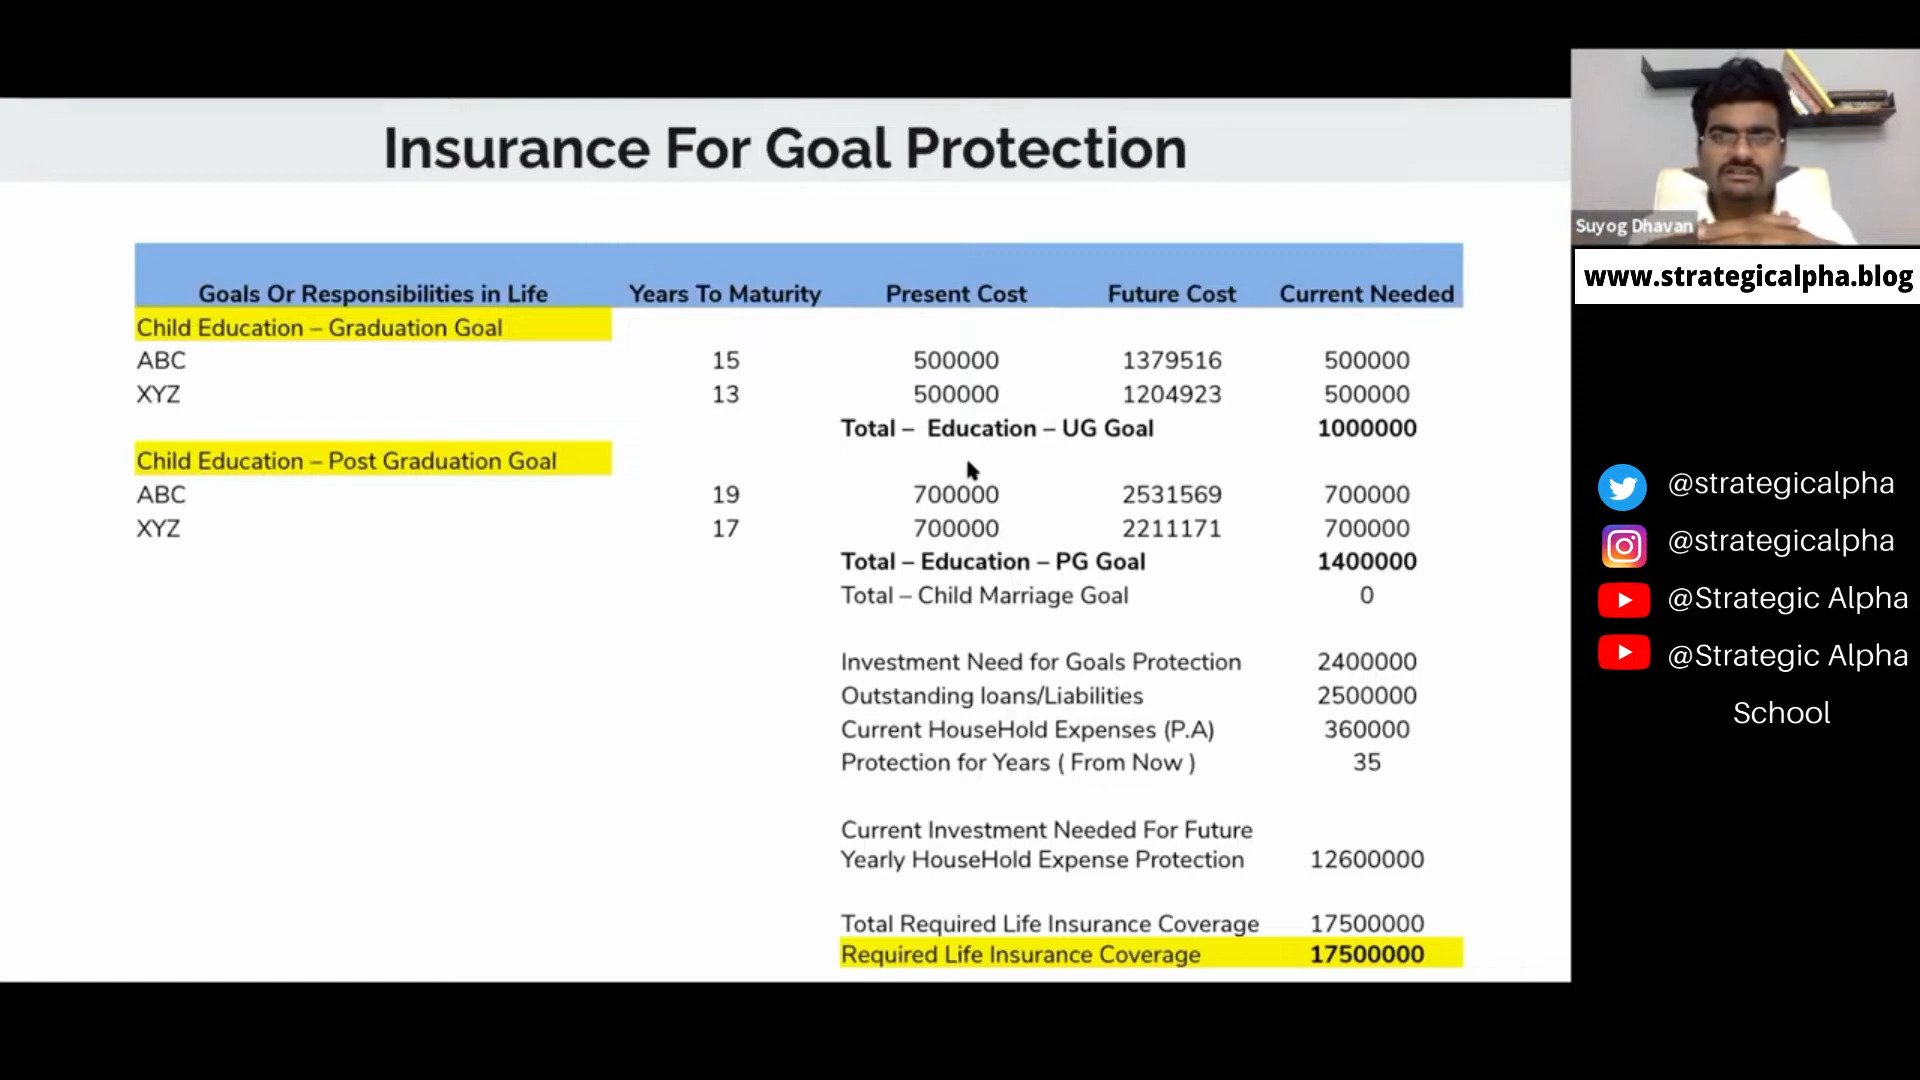 Insurance For Goal Protection
Suyog Dhavan
www.strategicalpha.blog
Goals Or Responsibilities in Life Years To Maturity Present Cost Future Cost Current Needed
Child Education – Graduation Goal
ABC 15 500000 1379516 500000
XYZ 13 500000 1204923 500000
Total – Education – UG Goal 1000000
Child Education – Post Graduation Goal
ABC 19 700000 2531569 700000
XYZ 17 700000 2211171 700000
Total – Education – PG Goal 1400000
Total – Child Marriage Goal 0
Investment Need for Goals Protection 2400000
Outstanding loans/Liabilities 2500000
Current HouseHold Expenses (P.A) 360000
Protection for Years ( From Now ) 35
Current Investment Needed For Future
Yearly HouseHold Expense Protection 12600000
Total Required Life Insurance Coverage 17500000
Required Life Insurance Coverage 17500000
@strategicalpha
@strategicalpha
@Strategic Alpha
@Strategic Alpha
School